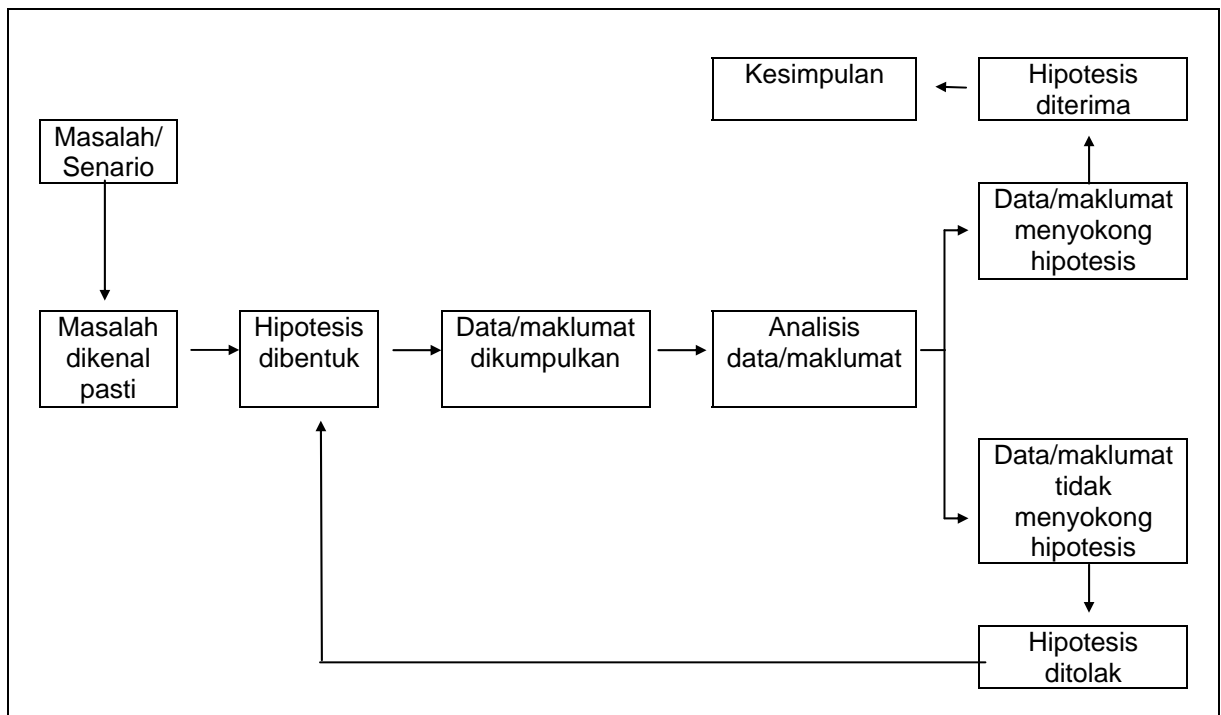 Masalah/
Senario
Masalah
dikenal
pasti
Hipotesis
dibentuk
Data/maklumat
dikumpulkan
Analisis
data/maklumat
Data/maklumat
menyokong
hipotesis
Hipotesis
diterima
Kesimpulan
Data/maklumat
tidak
menyokong
hipotesis
Hipotesis
ditolak